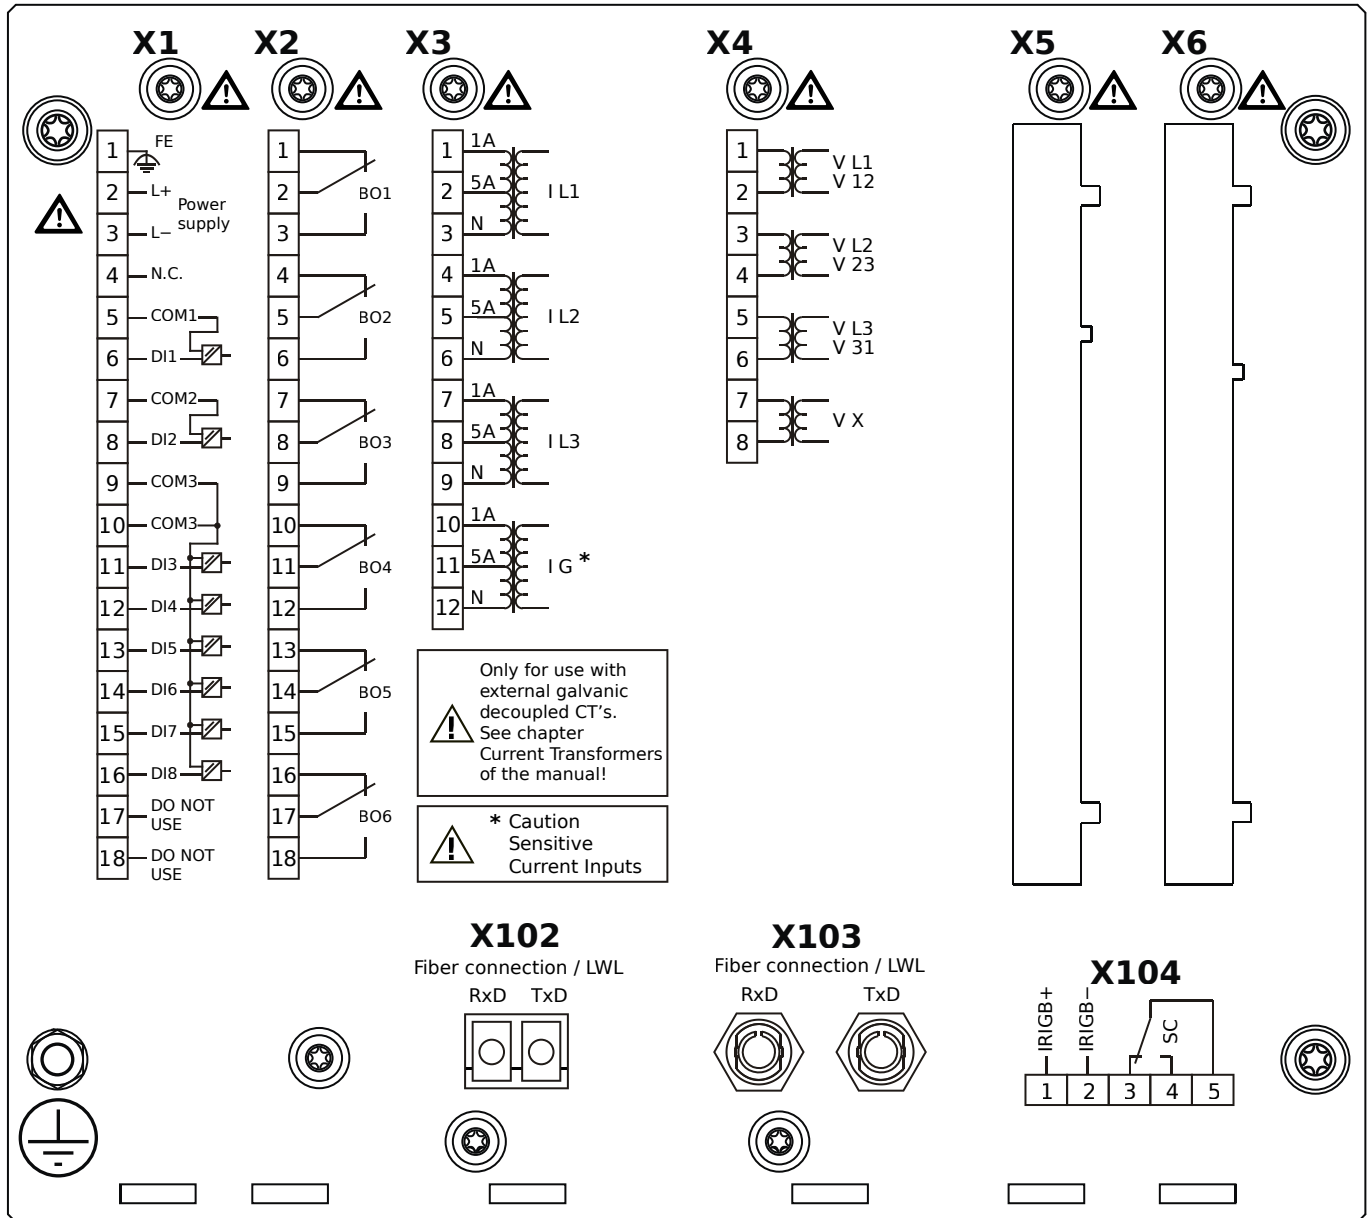 X1
X2
X3
X4
X5
X6
1
FE
2
L+
Power
supply
3
L−
4
N.C.
5
COM1
6
DI1
7
COM2
8
DI2
9
COM3
10
COM3
11
DI3
12
DI4
13
DI5
14
DI6
15
DI7
16
DI8
17
DO NOT
USE
18
DO NOT
USE
1
2
BO1
3
4
5
BO2
6
7
8
BO3
9
10
11
BO4
12
13
14
BO5
15
16
17
BO6
18
1
1A
2
5A
I L1
3
N
4
1A
5
5A
I L2
6
N
7
1A
8
5A
I L3
9
N
10
1A
11
5A
I G *
12
N
Only for use with
external galvanic
decoupled CT's.
See chapter
Current Transformers
of the manual!
* Caution
Sensitive
Current Inputs
1
2
V L1
V 12
3
4
V L2
V 23
5
6
V L3
V 31
7
8
V X
X102
Fiber connection / LWL
RxD TxD
X103
Fiber connection / LWL
RxD TxD
X104
IRIGB+
IRIGB−
SC
1 2 3 4 5